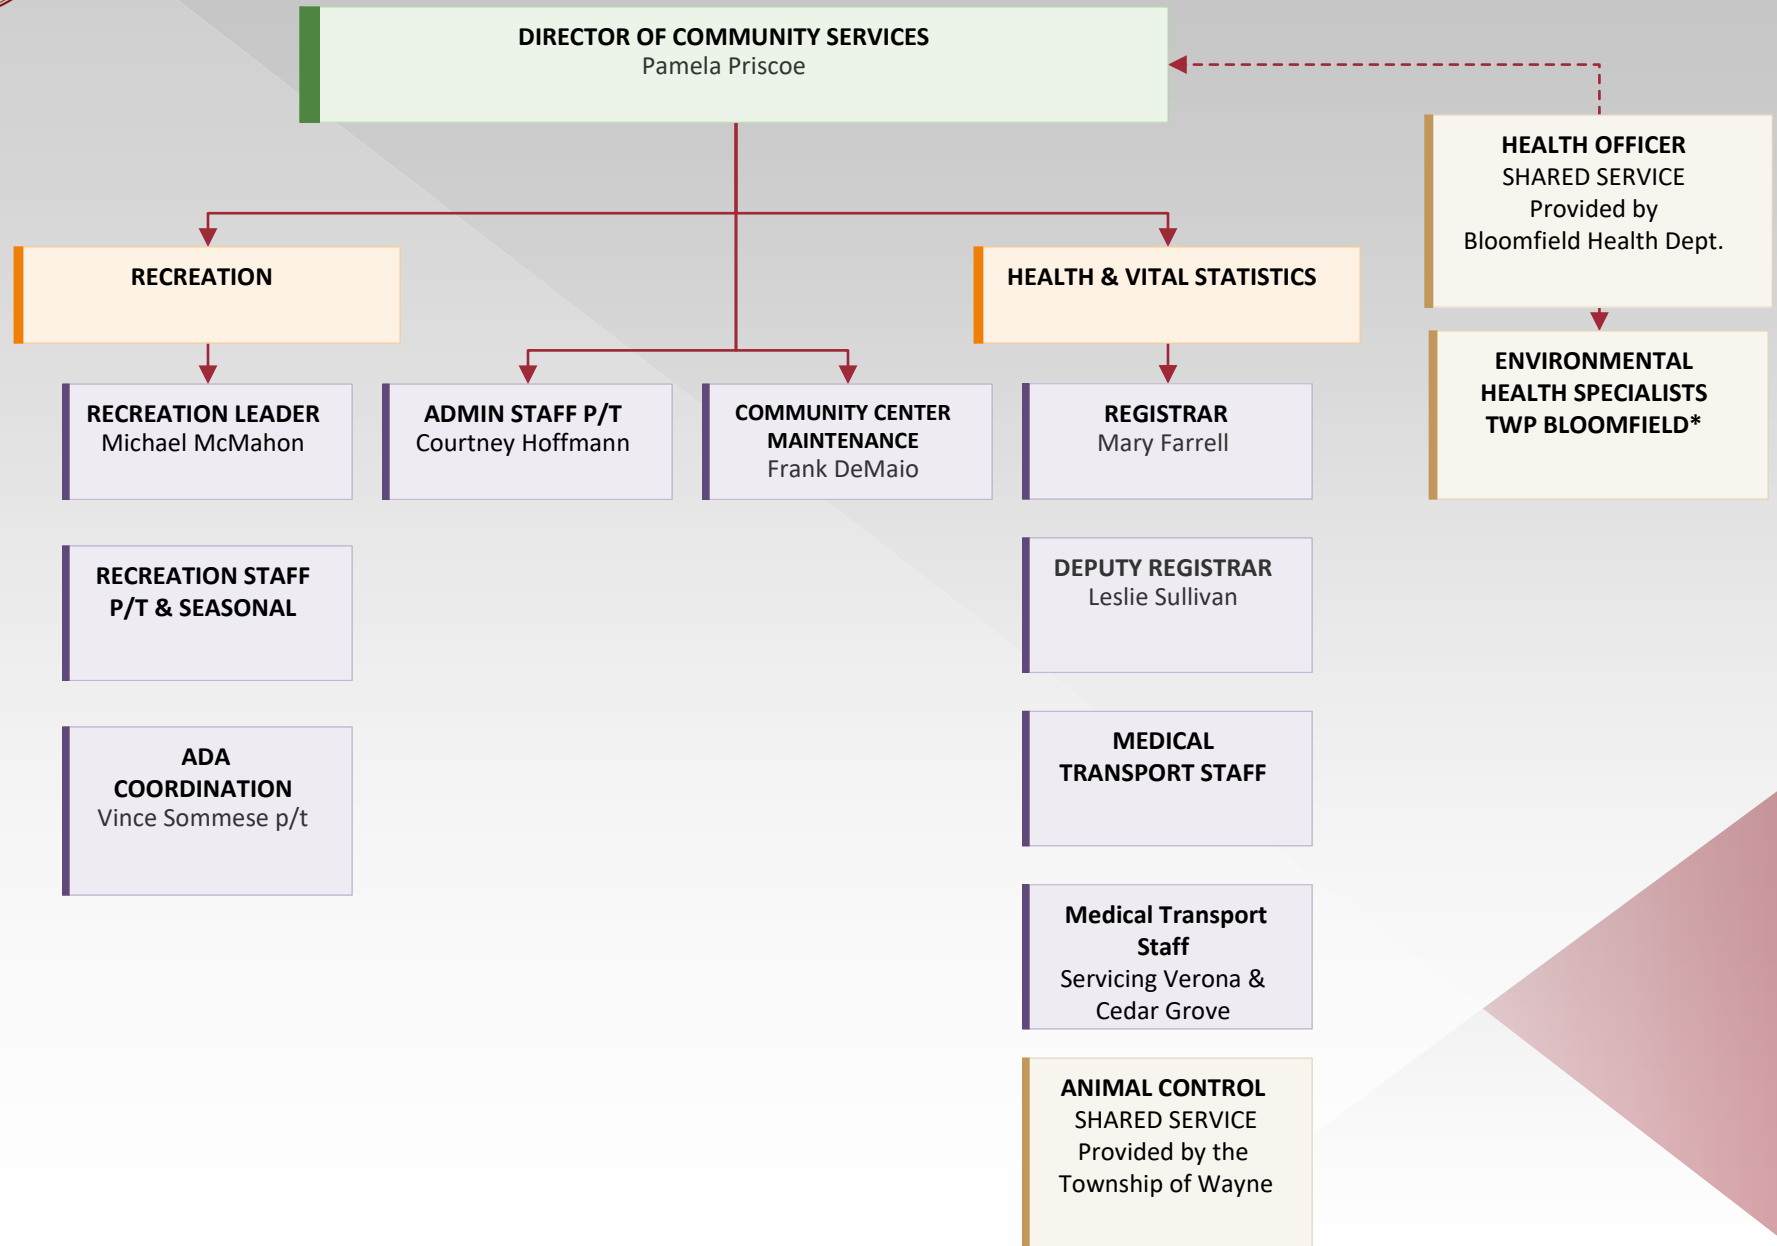 DIRECTOR OF COMMUNITY SERVICES
Pamela Priscoe
HEALTH OFFICER
SHARED SERVICE
Provided by
Bloomfield Health Dept.
RECREATION
HEALTH & VITAL STATISTICS
ENVIRONMENTAL
HEALTH SPECIALISTS
TWP BLOOMFIELD*
RECREATION LEADER
Michael McMahon
ADMIN STAFF P/T
Courtney Hoffmann
COMMUNITY CENTER
MAINTENANCE
Frank DeMaio
REGISTRAR
Mary Farrell
RECREATION STAFF
P/T & SEASONAL
DEPUTY REGISTRAR
Leslie Sullivan
ADA
COORDINATION
Vince Sommese p/t
MEDICAL
TRANSPORT STAFF
Medical Transport
Staff
Servicing Verona &
Cedar Grove
ANIMAL CONTROL
SHARED SERVICE
Provided by the
Township of Wayne